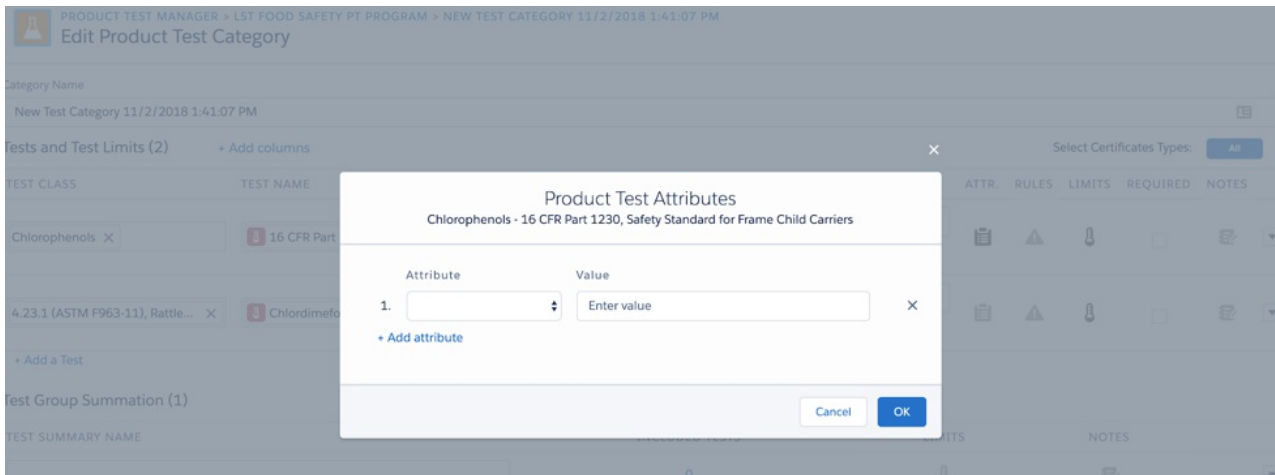 PRODUCT TEST MANAGER > LST FOOD SAFETY PT PROGRAM > NEW TEST CATEGORY 11/2/2018 1:41:07 PM
Edit Product Test Category
Category Name
New Test Category 11/2/2018 1:41:07 PM
Tests and Test Limits (2) + Add columns Select Certificates Types: All
TEST CLASS TEST NAME ATTR. RULES LIMITS REQUIRED NOTES
Product Test Attributes
Chlorophenols - 16 CFR Part 1230, Safety Standard for Frame Child Carriers
Chlorophenols × 16 CFR Part
Attribute Value
1. Enter value
4.23.1 (ASTM F963-11), Rattle... × Chlordimefo
+ Add attribute
+ Add a Test
Test Group Summation (1)
Cancel OK
TEST SUMMARY NAME INCLUDED TESTS LIMITS NOTES